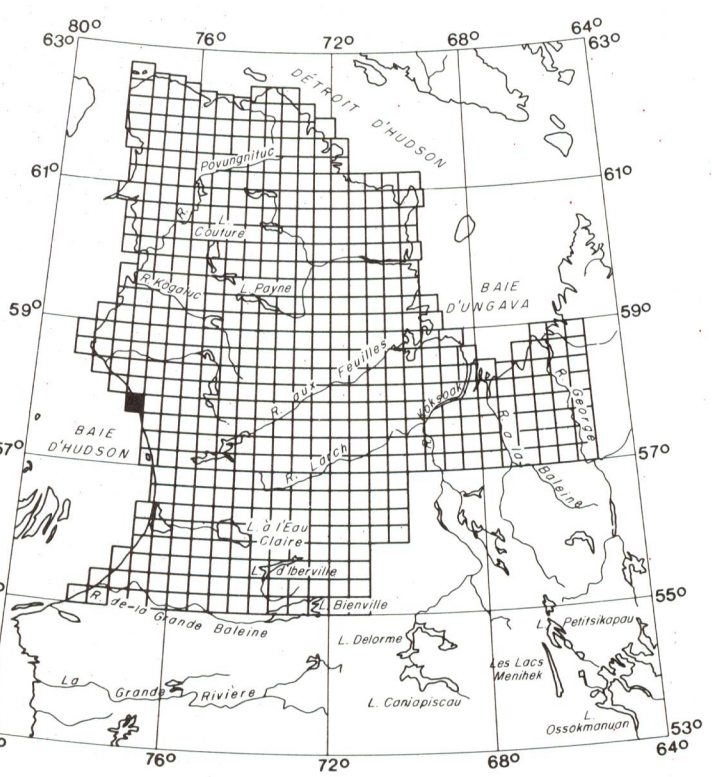 80°
76°
72°
68°
64°
63°
63°
DÉTROIT D'HUDSON
Povungnituc
61°
61°
R.
L.
Couture
R. Kogaluc
L. Payne
BAIE
D'UNGAVA
59°
59°
R. aux Feuilles
Koksoak
R. George
R. à la Baleine
BAIE
D'HUDSON
57°
57°
R. Larch
L. à l'Eau
Claire
L. d'Iberville
R. de-la Grande Baleine
L. Bienville
55°
L. Petitsikapau
L. Delorme
Les Lacs
Menihek
La Grande Rivière
L. Caniapiscau
L.
Ossokmanuan
53°
76°
72°
68°
64°